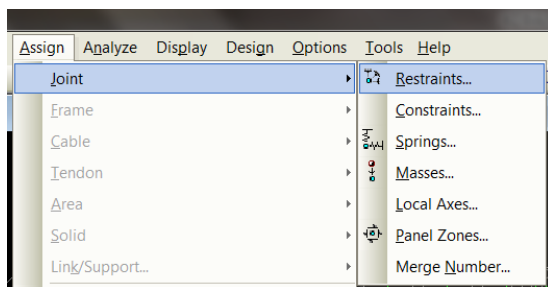 Assign Analyze Display Design Options Tools Help
Joint
Frame
Cable
Tendon
Area
Solid
Link/Support...
Restraints...
Constraints...
Springs...
Masses...
Local Axes...
Panel Zones...
Merge Number...